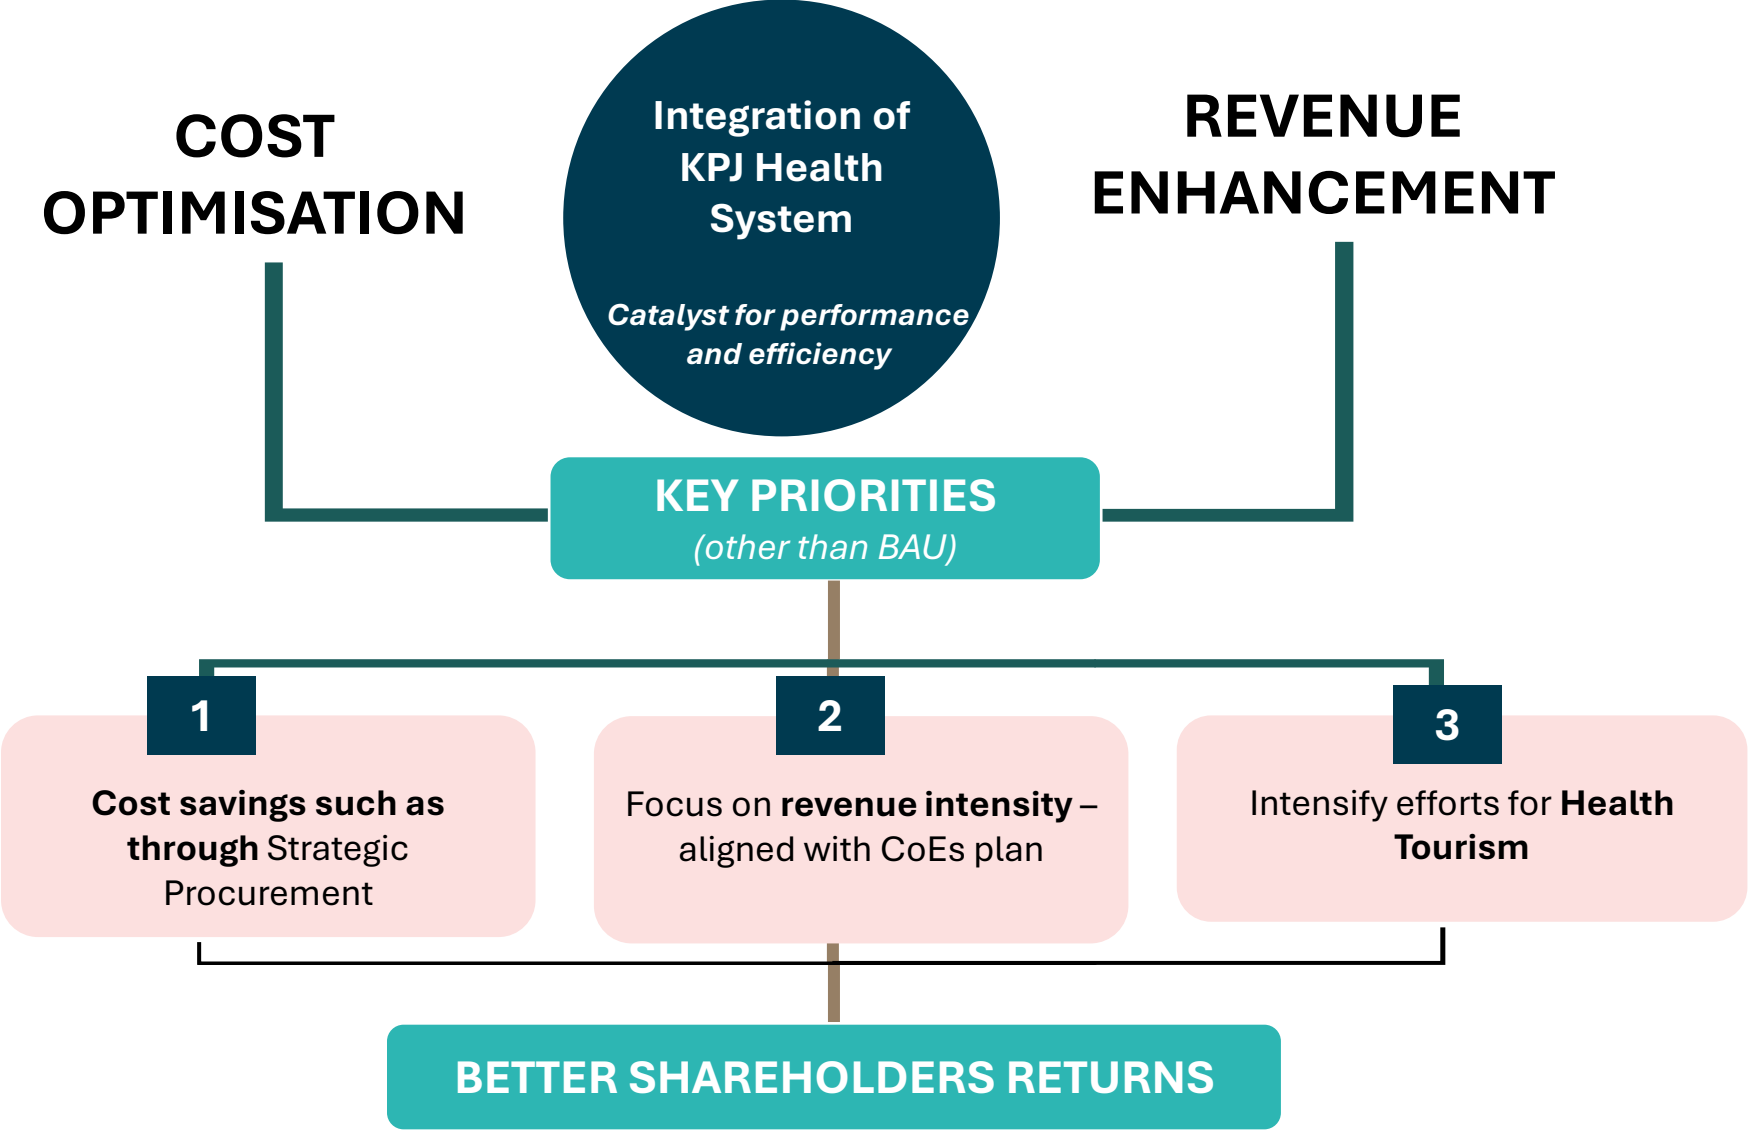 COST
OPTIMISATION
Integration of
KPJ Health
System
Catalyst for performance
and efficiency
REVENUE
ENHANCEMENT
KEY PRIORITIES
(other than BAU)
1
Cost savings such as
through Strategic
Procurement
2
Focus on revenue intensity –
aligned with CoEs plan
3
Intensify efforts for Health
Tourism
BETTER SHAREHOLDERS RETURNS